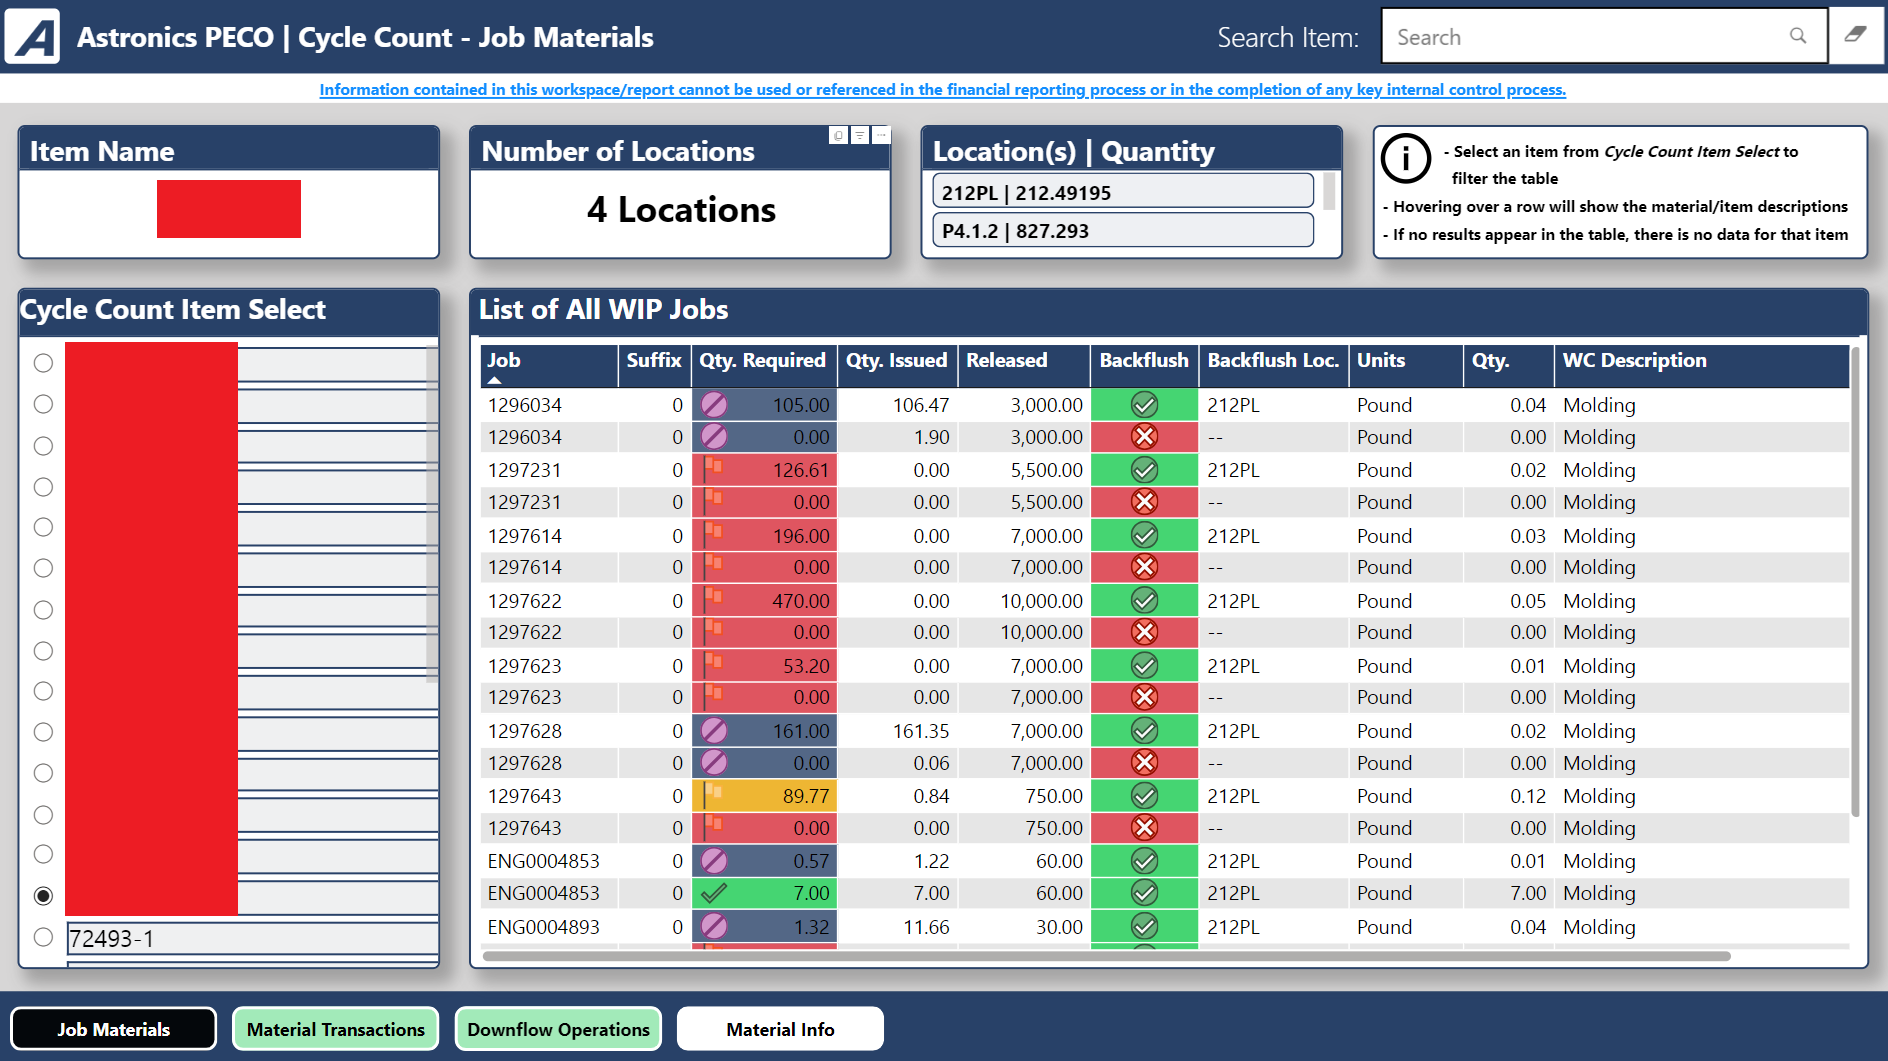 Astronics PECO | Cycle Count - Job Materials
Search Item:
Search
Information contained in this workspace/report cannot be used or referenced in the financial reporting process or in the completion of any key internal control process.
Item Name
Number of Locations
4 Locations
Location(s) | Quantity
212PL | 212.49195
P4.1.2 | 827.293
- Select an item from Cycle Count Item Select to
filter the table
- Hovering over a row will show the material/item descriptions
- If no results appear in the table, there is no data for that item
Cycle Count Item Select
72493-1
List of All WIP Jobs
Job Suffix Qty. Required Qty. Issued Released Backflush Backflush Loc. Units Qty. WC Description
1296034 0 105.00 106.47 3,000.00 212PL Pound 0.04 Molding
1296034 0 0.00 1.90 3,000.00 -- Pound 0.00 Molding
1297231 0 126.61 0.00 5,500.00 212PL Pound 0.02 Molding
1297231 0 0.00 0.00 5,500.00 -- Pound 0.00 Molding
1297614 0 196.00 0.00 7,000.00 212PL Pound 0.03 Molding
1297614 0 0.00 0.00 7,000.00 -- Pound 0.00 Molding
1297622 0 470.00 0.00 10,000.00 212PL Pound 0.05 Molding
1297622 0 0.00 0.00 10,000.00 -- Pound 0.00 Molding
1297623 0 53.20 0.00 7,000.00 212PL Pound 0.01 Molding
1297623 0 0.00 0.00 7,000.00 -- Pound 0.00 Molding
1297628 0 161.00 161.35 7,000.00 212PL Pound 0.02 Molding
1297628 0 0.00 0.06 7,000.00 -- Pound 0.00 Molding
1297643 0 89.77 0.84 750.00 212PL Pound 0.12 Molding
1297643 0 0.00 0.00 750.00 -- Pound 0.00 Molding
ENG0004853 0 0.57 1.22 60.00 212PL Pound 0.01 Molding
ENG0004853 0 7.00 7.00 60.00 212PL Pound 7.00 Molding
ENG0004893 0 1.32 11.66 30.00 212PL Pound 0.04 Molding
Job Materials
Material Transactions
Downflow Operations
Material Info